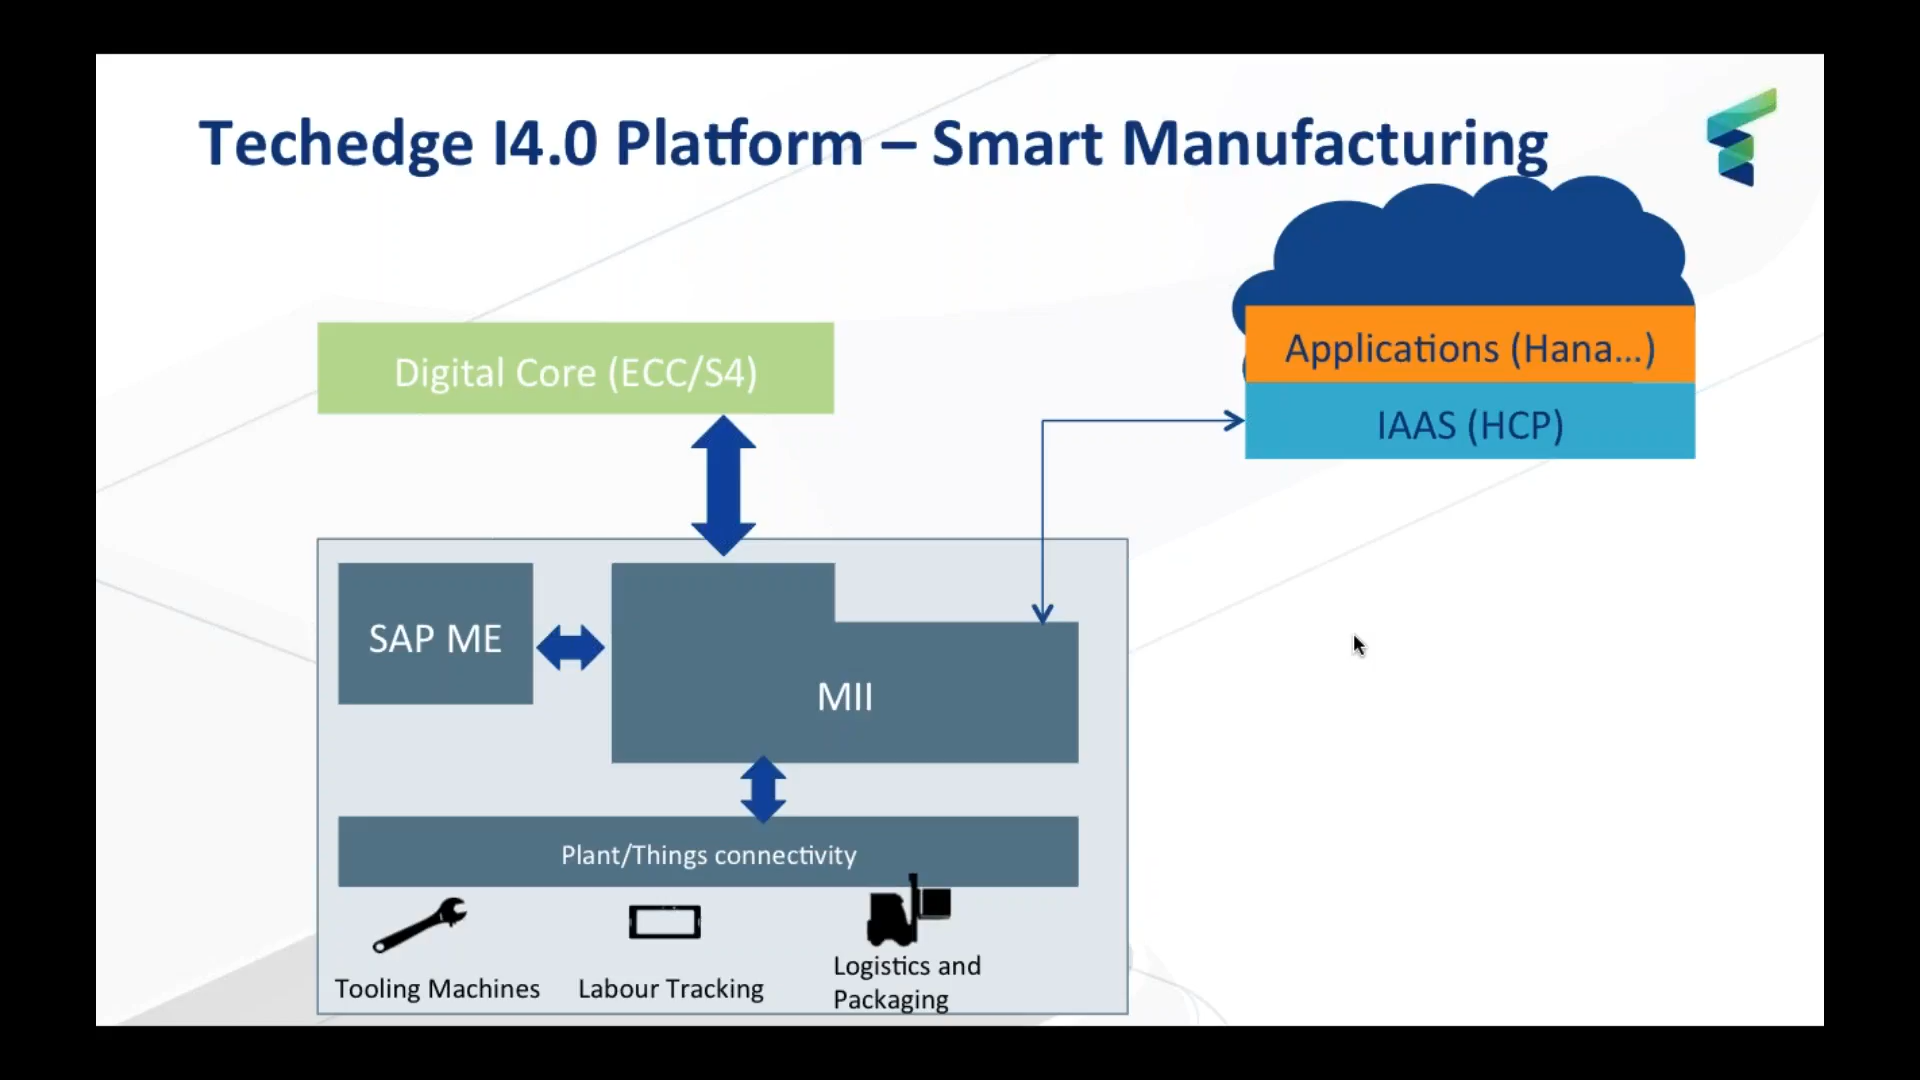 Techedge I4.0 Platform – Smart Manufacturing
Applications (Hana...)
Digital Core (ECC/S4)
IAAS (HCP)
SAP ME
MII
Plant/Things connectivity
Tooling Machines
Labour Tracking
Logistics and
Packaging